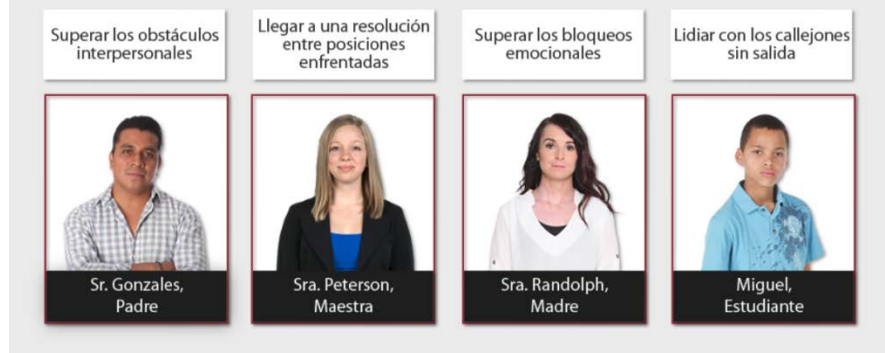 Superar los obstáculos
interpersonales
Llegar a una resolución
entre posiciones
enfrentadas
Superar los bloqueos
emocionales
Lidiar con los callejones
sin salida
Sr. Gonzales,
Padre
Sra. Peterson,
Maestra
Sra. Randolph,
Madre
Miguel,
Estudiante